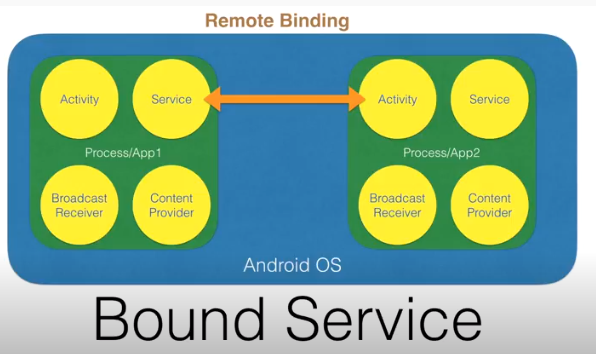 Remote Binding
Activity
Service
Process/App1
Broadcast
Receiver
Content
Provider
Activity
Service
Process/App2
Broadcast
Receiver
Content
Provider
Android OS
Bound Service